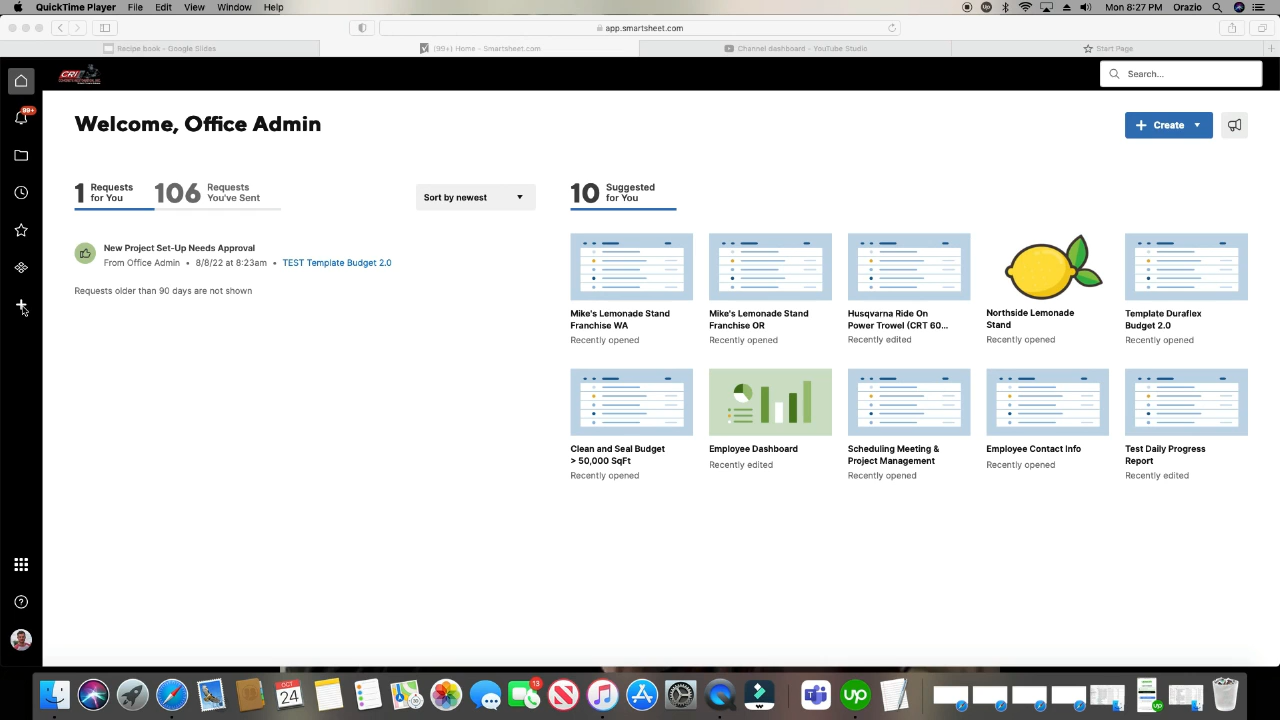 QuickTime Player File Edit View Window Help
Mon 8:27 PM Orazio
app.smartsheet.com
Recipe book - Google Slides
(99+) Home - Smartsheet.com
Channel dashboard - YouTube Studio
Start Page
CRI
Search...
99+
Welcome, Office Admin
Create
1 Requests for You
106 Requests You've Sent
Sort by newest
10 Suggested for You
New Project Set-Up Needs Approval
From Office Admin • 8/8/22 at 8:23am • TEST Template Budget 2.0
Requests older than 90 days are not shown
Mike's Lemonade Stand
Franchise WA
Recently opened
Mike's Lemonade Stand
Franchise OR
Recently opened
Husqvarna Ride On
Power Trowel (CRT 60...
Recently edited
Northside Lemonade
Stand
Recently opened
Template Duraflex
Budget 2.0
Recently opened
Clean and Seal Budget
> 50,000 SqFt
Recently opened
Employee Dashboard
Recently edited
Scheduling Meeting &
Project Management
Recently opened
Employee Contact Info
Recently opened
Test Daily Progress
Report
Recently edited
OCT
24
13
up